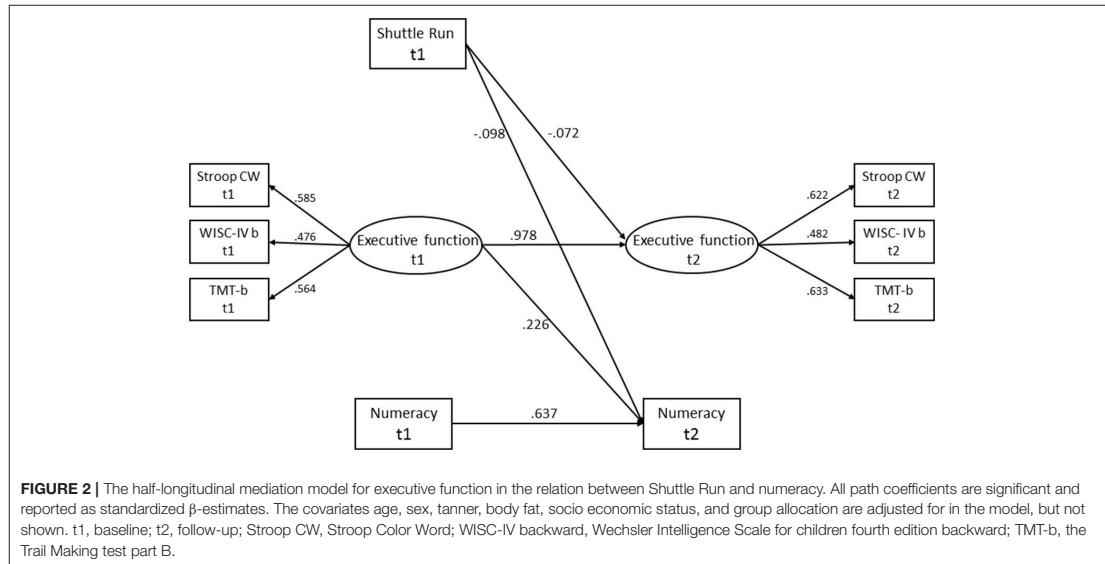 Shuttle Run
t1
-.098
-.072
Stroop CW
t1
.585
WISC-IV b
t1
.476
TMT-b
t1
.564
Executive function
t1
.978
Executive function
t2
.622
Stroop CW
t2
.482
WISC- IV b
t2
.633
TMT-b
t2
.226
Numeracy
t1
.637
Numeracy
t2
FIGURE 2 | The half-longitudinal mediation model for executive function in the relation between Shuttle Run and numeracy. All path coefficients are significant and
reported as standardized β-estimates. The covariates age, sex, tanner, body fat, socio economic status, and group allocation are adjusted for in the model, but not
shown. t1, baseline; t2, follow-up; Stroop CW, Stroop Color Word; WISC-IV backward, Wechsler Intelligence Scale for children fourth edition backward; TMT-b, the
Trail Making test part B.